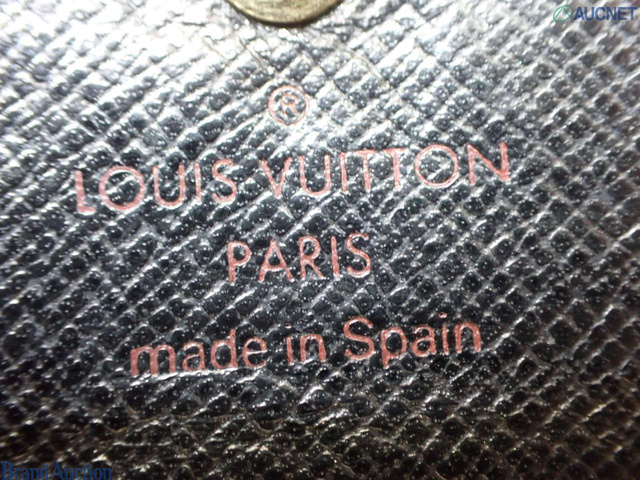 AUCNET
®
LOUIS VUITTON
PARIS
made in Spain
Brand Auction